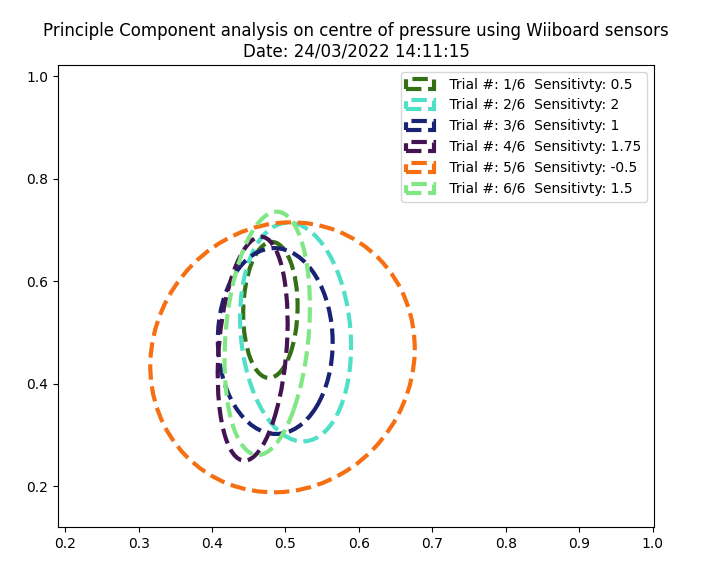 Principle Component analysis on centre of pressure using Wiiboard sensors
Date: 24/03/2022 14:11:15
1.0
0.8
0.6
0.4
0.2
Trial #: 1/6 Sensitivty: 0.5
Trial #: 2/6 Sensitivty: 2
Trial #: 3/6 Sensitivty: 1
Trial #: 4/6 Sensitivty: 1.75
Trial #: 5/6 Sensitivty: -0.5
Trial #: 6/6 Sensitivty: 1.5
0.2 0.3 0.4 0.5 0.6 0.7 0.8 0.9 1.0